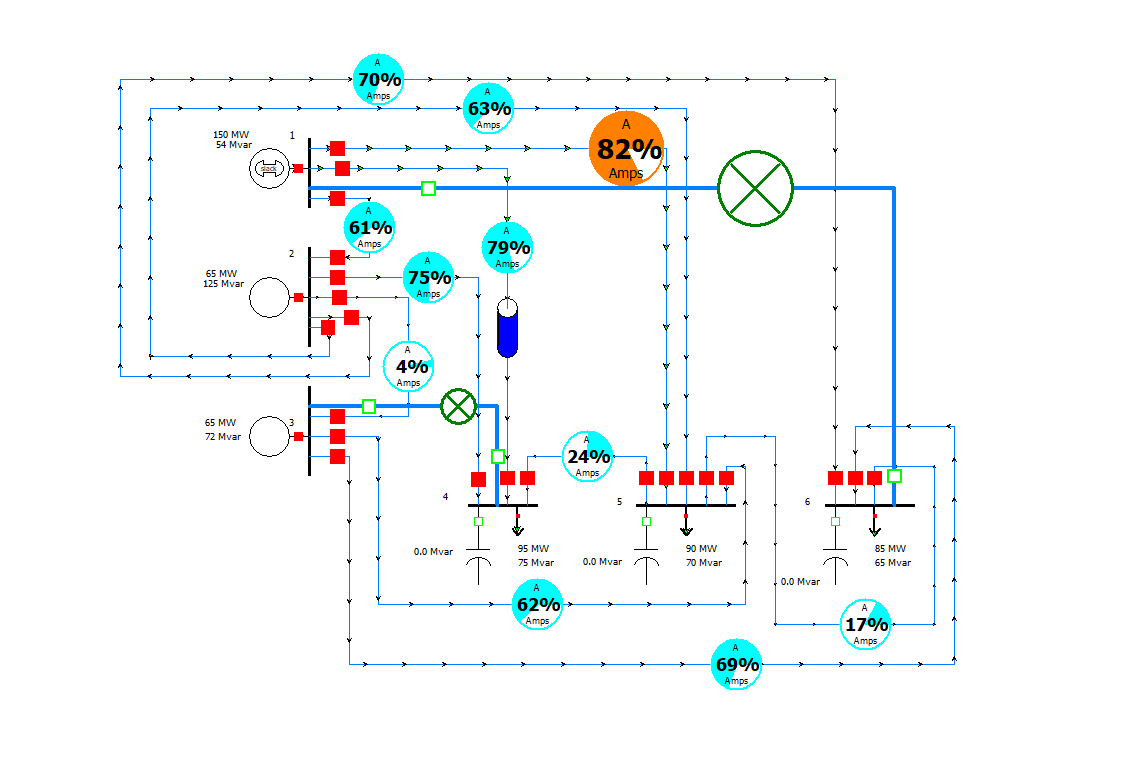 A
70%
Amps
A
63%
Amps
150 MW
54 Mvar
1
slack
A
82%
Amps
A
61%
Amps
A
79%
Amps
2
65 MW
125 Mvar
A
75%
Amps
A
4%
Amps
3
65 MW
72 Mvar
A
24%
Amps
4
5
6
0.0 Mvar
95 MW
75 Mvar
0.0 Mvar
90 MW
70 Mvar
0.0 Mvar
85 MW
65 Mvar
A
62%
Amps
A
17%
Amps
A
69%
Amps